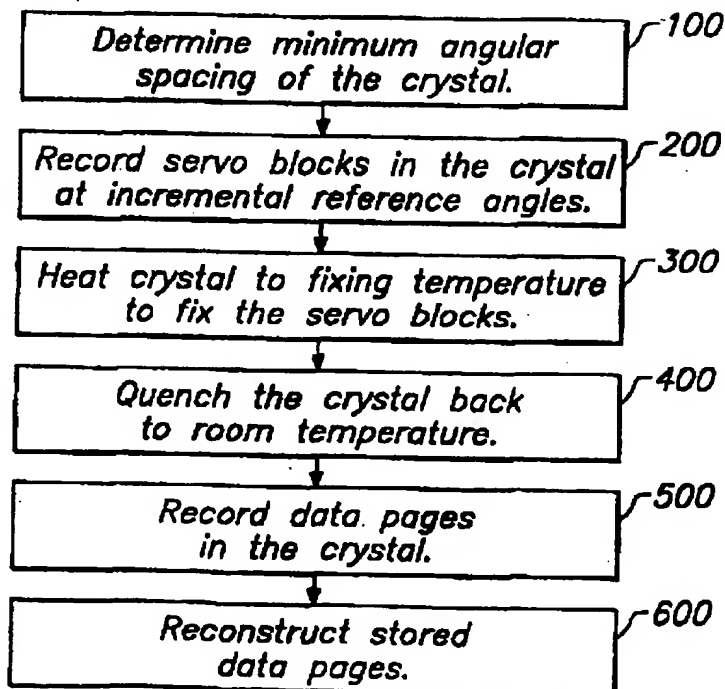 100
Determine minimum angular
spacing of the crystal.
200
Record servo blocks in the crystal
at incremental reference angles.
300
Heat crystal to fixing temperature
to fix the servo blocks.
400
Quench the crystal back
to room temperature.
500
Record data pages
in the crystal.
600
Reconstruct stored
data pages.